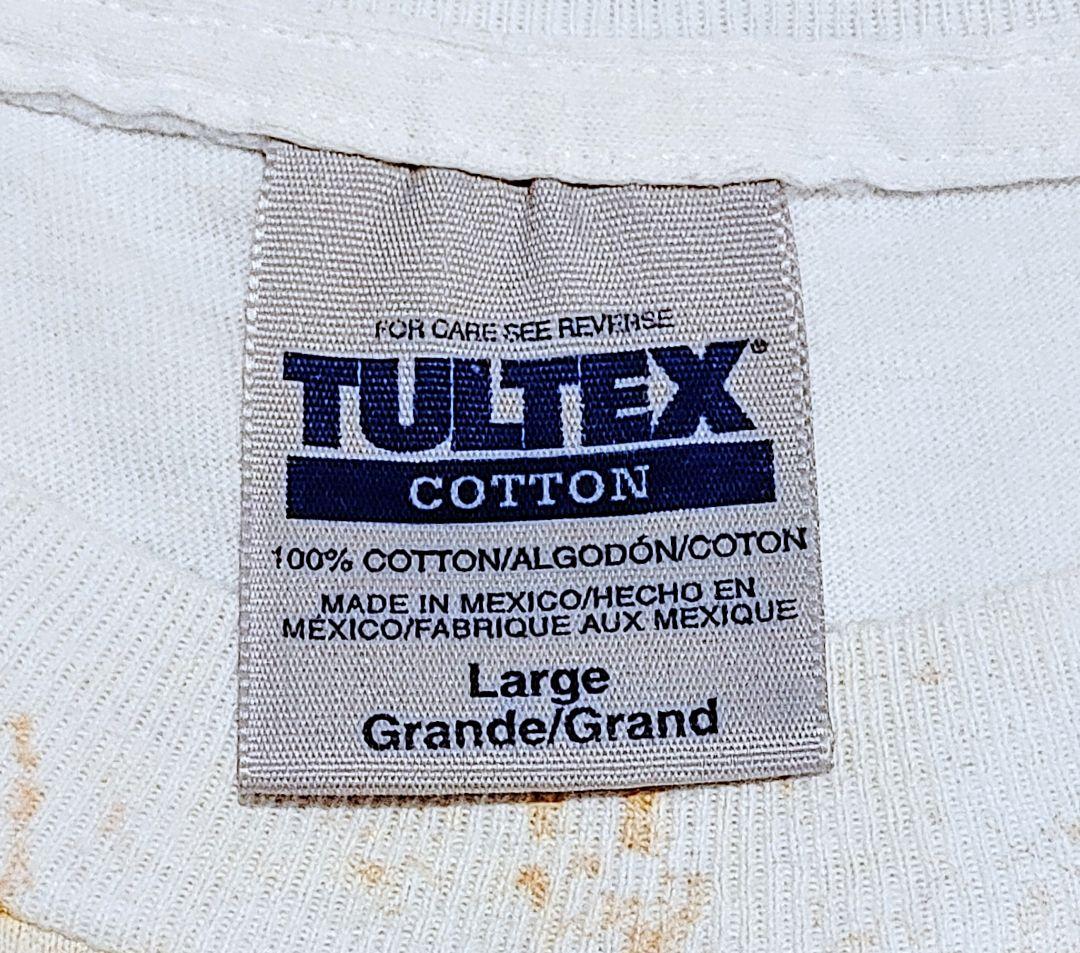 FOR CARE SEE REVERSE
TULTEX®
COTTON
100% COTTON/ALGODÓN/COTON
MADE IN MEXICO/HECHO EN
MÉXICO/FABRIQUE AUX MEXIQUE
Large
Grande/Grand